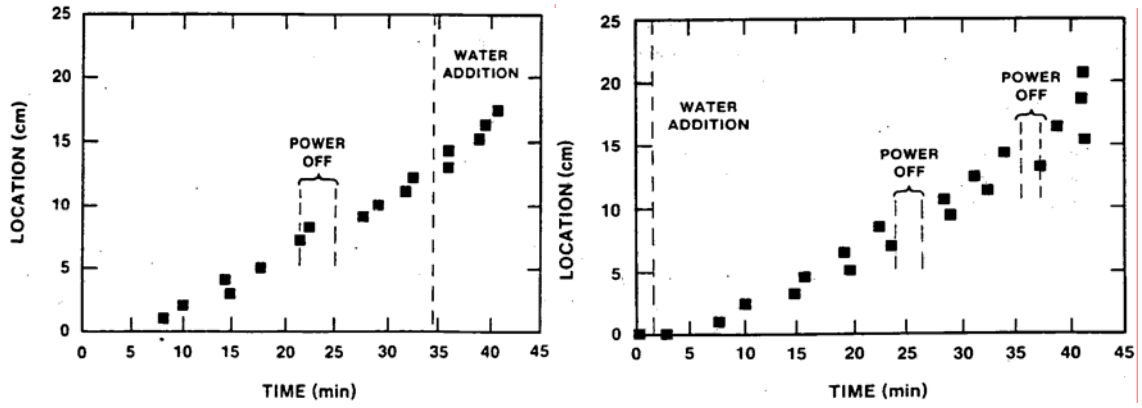 25
20
15
10
5
0
LOCATION (cm)
WATER
ADDITION
POWER
OFF
0 5 10 15 20 25 30 35 40 45
TIME (min)
25
20
15
10
5
0
LOCATION (cm)
WATER
ADDITION
POWER
OFF
POWER
OFF
0 5 10 15 20 25 30 35 40 45
TIME (min)